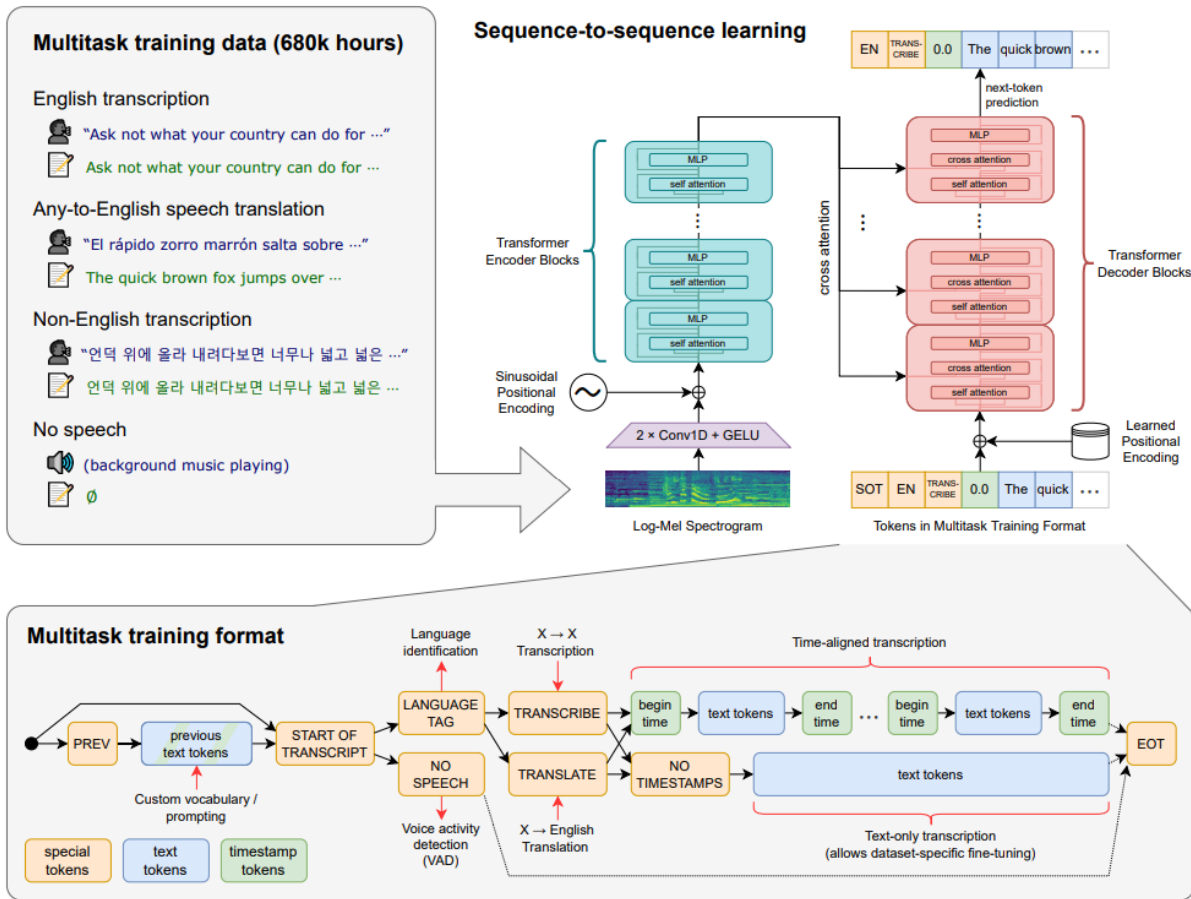 Multitask training data (680k hours)
English transcription
“Ask not what your country can do for ⋯”
Ask not what your country can do for ⋯
Any-to-English speech translation
“El rápido zorro marrón salta sobre ⋯”
The quick brown fox jumps over ⋯
Non-English transcription
“언덕 위에 올라 내려다보면 너무나 넓고 넓은 ⋯”
언덕 위에 올라 내려다보면 너무나 넓고 넓은 ⋯
No speech
(background music playing)
∅
Sequence-to-sequence learning
EN
TRANS-
CRIBE
0.0
The
quick
brown
⋯
next-token
prediction
MLP
self attention
⋮
MLP
self attention
MLP
self attention
Transformer
Encoder Blocks
Sinusoidal
Positional
Encoding
~
2 × Conv1D + GELU
Log-Mel Spectrogram
cross attention
⋮
MLP
cross attention
self attention
⋮
MLP
cross attention
self attention
MLP
cross attention
self attention
Transformer
Decoder Blocks
Learned
Positional
Encoding
SOT
EN
TRANS-
CRIBE
0.0
The
quick
⋯
Tokens in Multitask Training Format
Multitask training format
PREV
previous
text tokens
Custom vocabulary /
prompting
START OF
TRANSCRIPT
Language
identification
LANGUAGE
TAG
NO
SPEECH
Voice activity
detection
(VAD)
X → X
Transcription
TRANSCRIBE
TRANSLATE
X → English
Translation
NO
TIMESTAMPS
Time-aligned transcription
begin
time
text tokens
end
time
⋯
begin
time
text tokens
end
time
text tokens
Text-only transcription
(allows dataset-specific fine-tuning)
EOT
special
tokens
text
tokens
timestamp
tokens